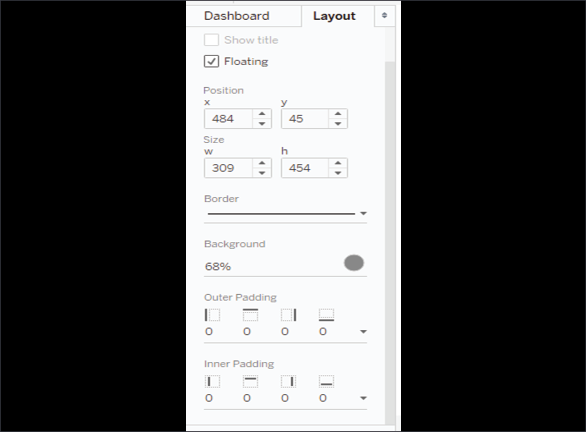 Dashboard Layout
Show title
Floating
Position
x y
484 45
Size
w h
309 454
Border
Background
68%
Outer Padding
0 0 0 0
Inner Padding
0 0 0 0